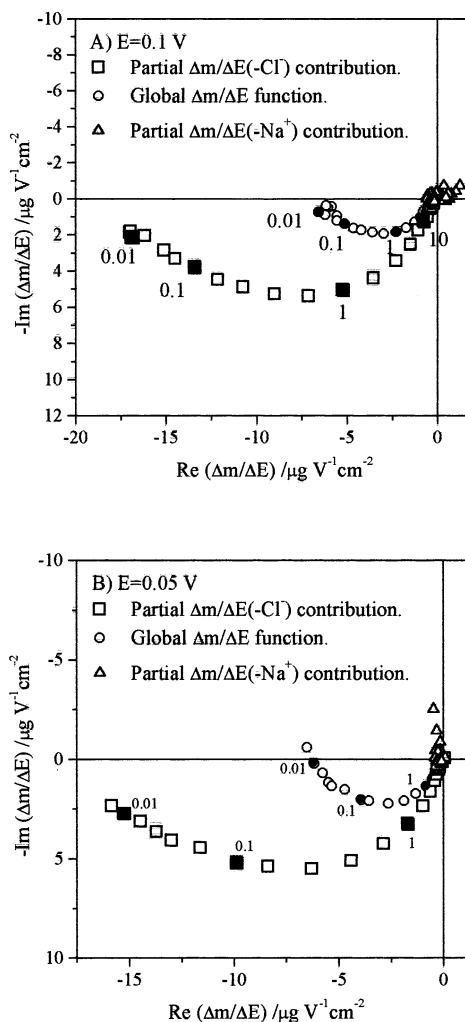 -10
A) E=0.1 V
-8
Partial Δm/ΔE(-Cl⁻) contribution.
-6
Global Δm/ΔE function.
-4
Partial Δm/ΔE(-Na⁺) contribution.
-2
0
0.01
0.1
1
10
2
0.01
4
0.1
6
1
8
10
12
-Im (Δm/ΔE) /μg V⁻¹cm⁻²
-20 -15 -10 -5 0
Re (Δm/ΔE) /μg V⁻¹cm⁻²
-10
B) E=0.05 V
Partial Δm/ΔE(-Cl⁻) contribution.
Global Δm/ΔE function.
-5
Partial Δm/ΔE(-Na⁺) contribution.
0
0.01
1
0.1
0.01
1
5
0.1
10
-Im (Δm/ΔE) /μg V⁻¹cm⁻²
-15 -10 -5 0
Re (Δm/ΔE) /μg V⁻¹cm⁻²